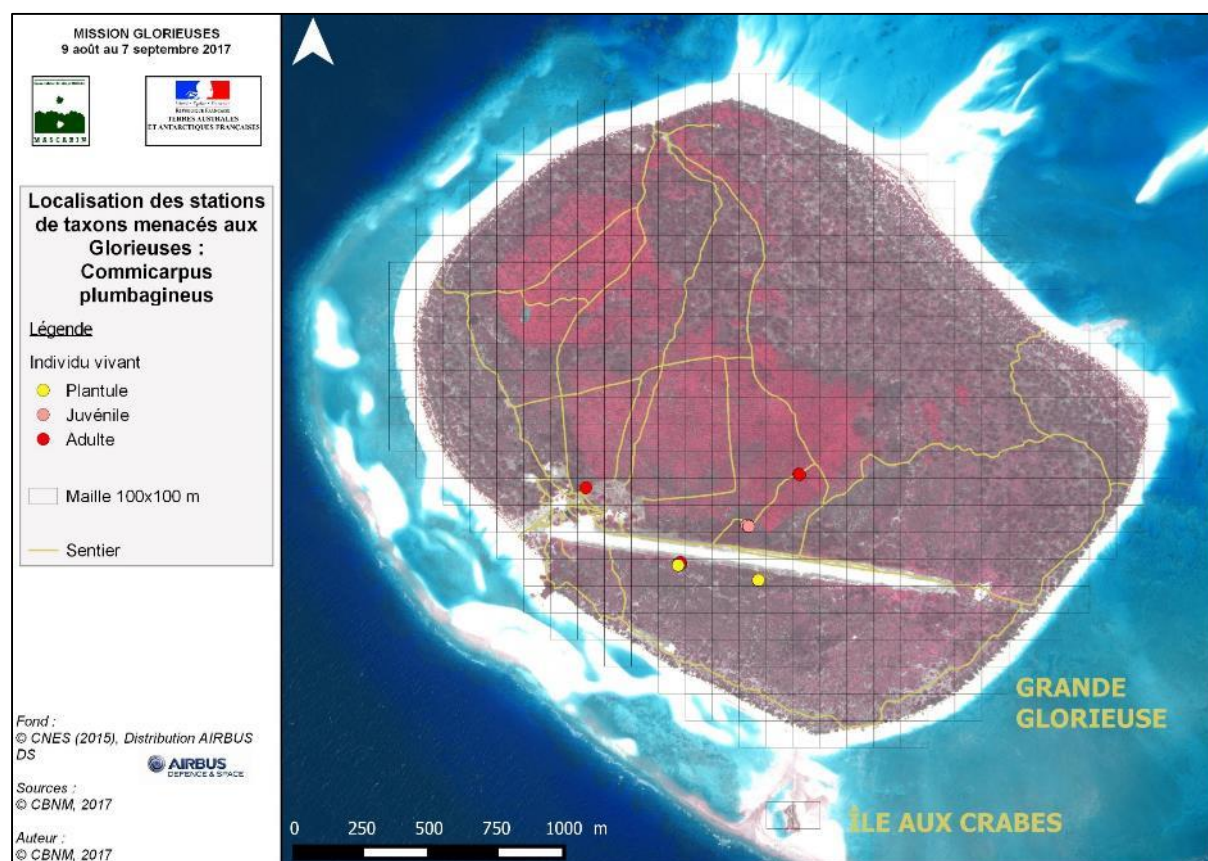 MISSION GLORIEUSES
9 août au 7 septembre 2017
MASCARIN
RÉPUBLIQUE FRANÇAISE
TERRES AUSTRALES
ET ANTARCTIQUES FRANÇAISES
Localisation des stations
de taxons menacés aux
Glorieuses :
Commicarpus
plumbagineus
Légende
Individu vivant
Plantule
Juvénile
Adulte
Maille 100x100 m
Sentier
Fond :
© CNES (2015), Distribution AIRBUS
DS
AIRBUS
DEFENCE & SPACE
Sources :
© CBNM, 2017
Auteur :
© CBNM, 2017
GRANDE
GLORIEUSE
ÎLE AUX CRABES
0 250 500 750 1000 m